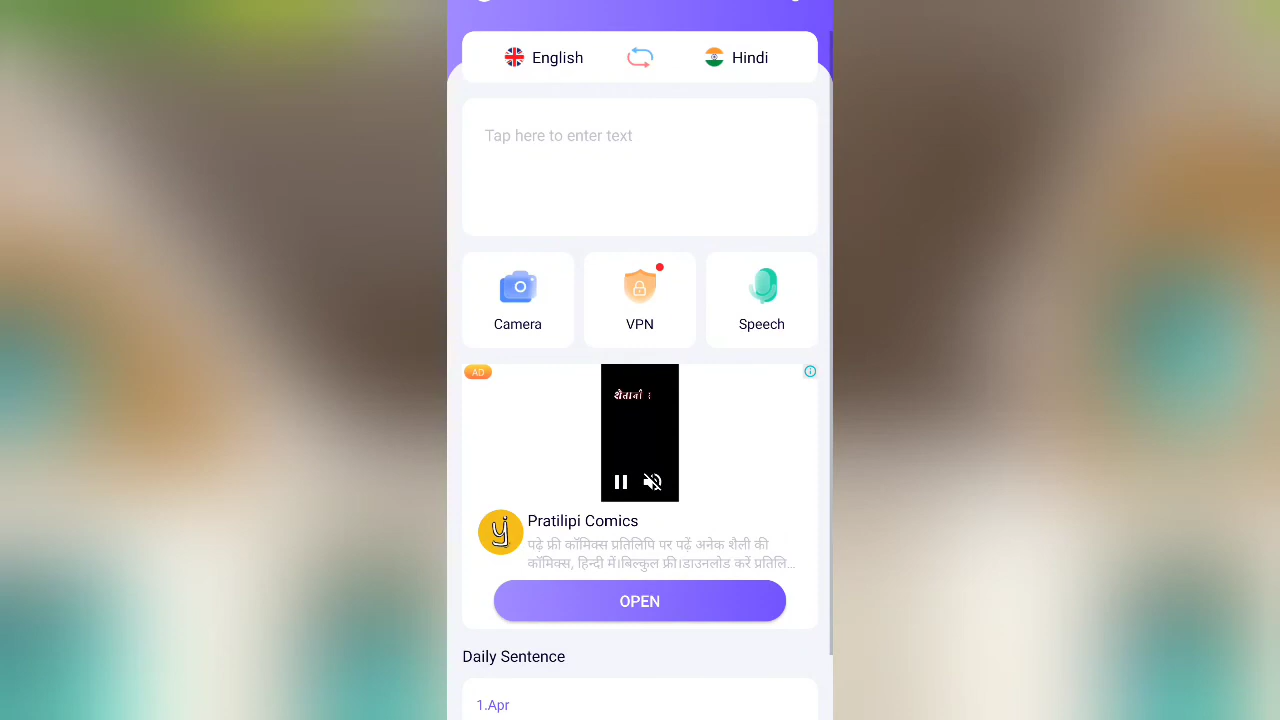 English
Hindi
Tap here to enter text
Camera
VPN
Speech
AD
शैतानी :
Pratilipi Comics
पढ़े फ्री कॉमिक्स प्रतिलिपि पर पढ़ें अनेक शैली की
कॉमिक्स, हिन्दी में।बिल्कुल फ्री।डाउनलोड करें प्रतिलि...
OPEN
Daily Sentence
1.Apr